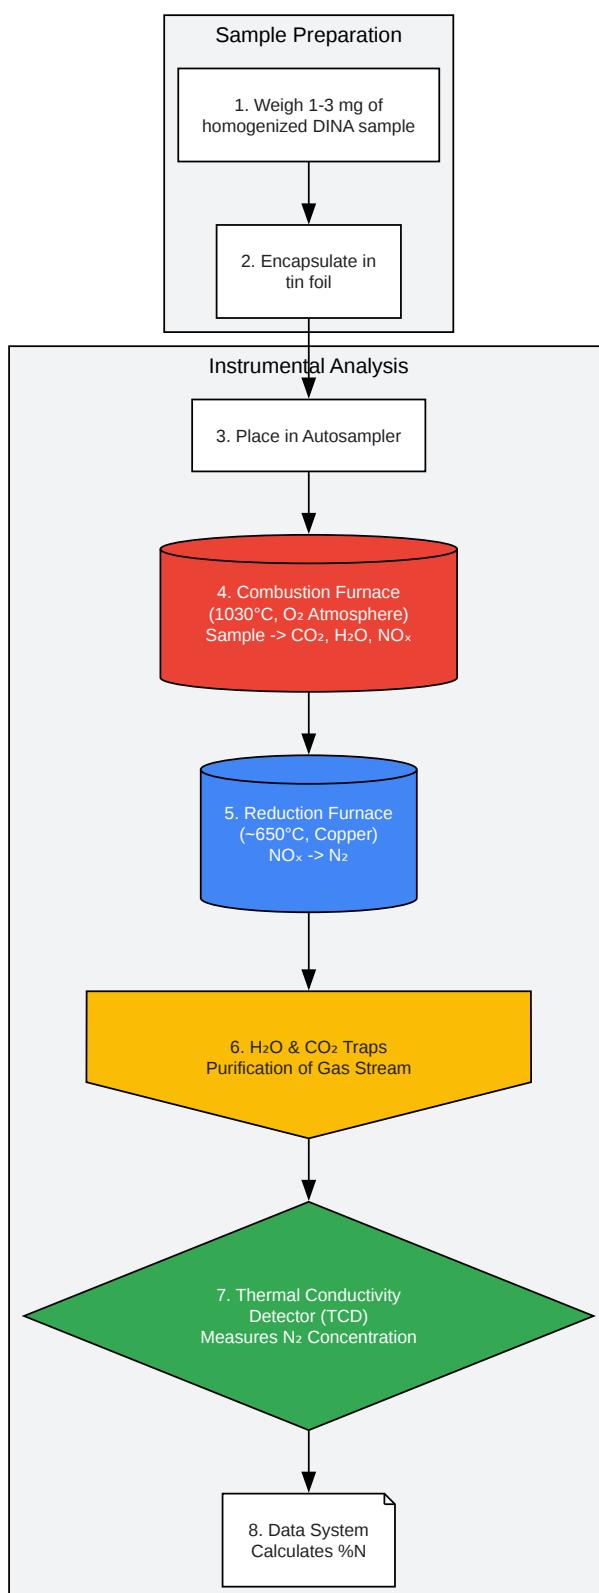 Sample Preparation
1. Weigh 1-3 mg of
homogenized DINA sample
2. Encapsulate in
tin foil
Instrumental Analysis
3. Place in Autosampler
4. Combustion Furnace
(1030°C, O₂ Atmosphere)
Sample -> CO₂, H₂O, NOₓ
5. Reduction Furnace
(~650°C, Copper)
NOₓ -> N₂
6. H₂O & CO₂ Traps
Purification of Gas Stream
7. Thermal Conductivity
Detector (TCD)
Measures N₂ Concentration
8. Data System
Calculates %N